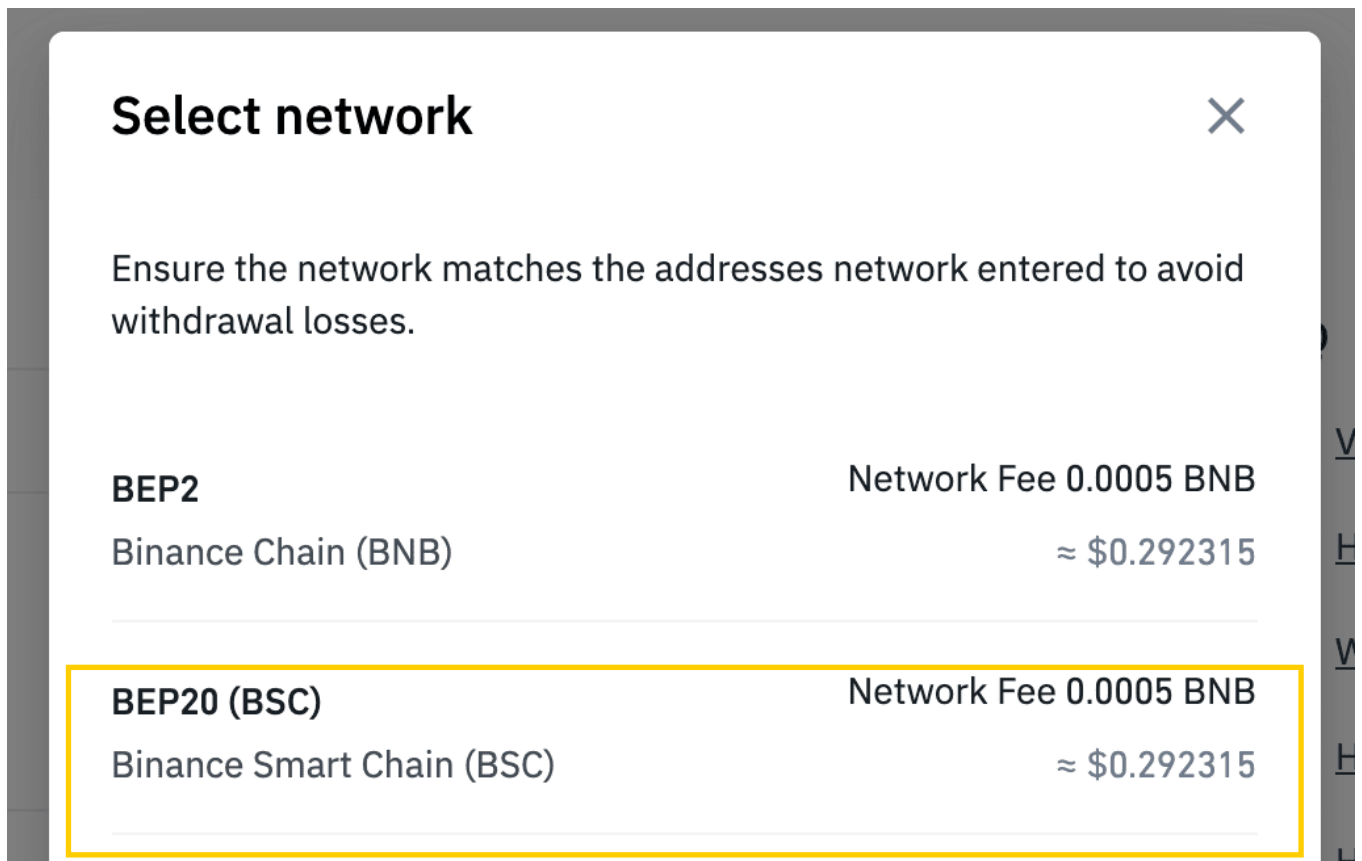 Select network
Ensure the network matches the addresses network entered to avoid
withdrawal losses.
BEP2
Network Fee 0.0005 BNB
Binance Chain (BNB)
≈ $0.292315
BEP20 (BSC)
Network Fee 0.0005 BNB
Binance Smart Chain (BSC)
≈ $0.292315